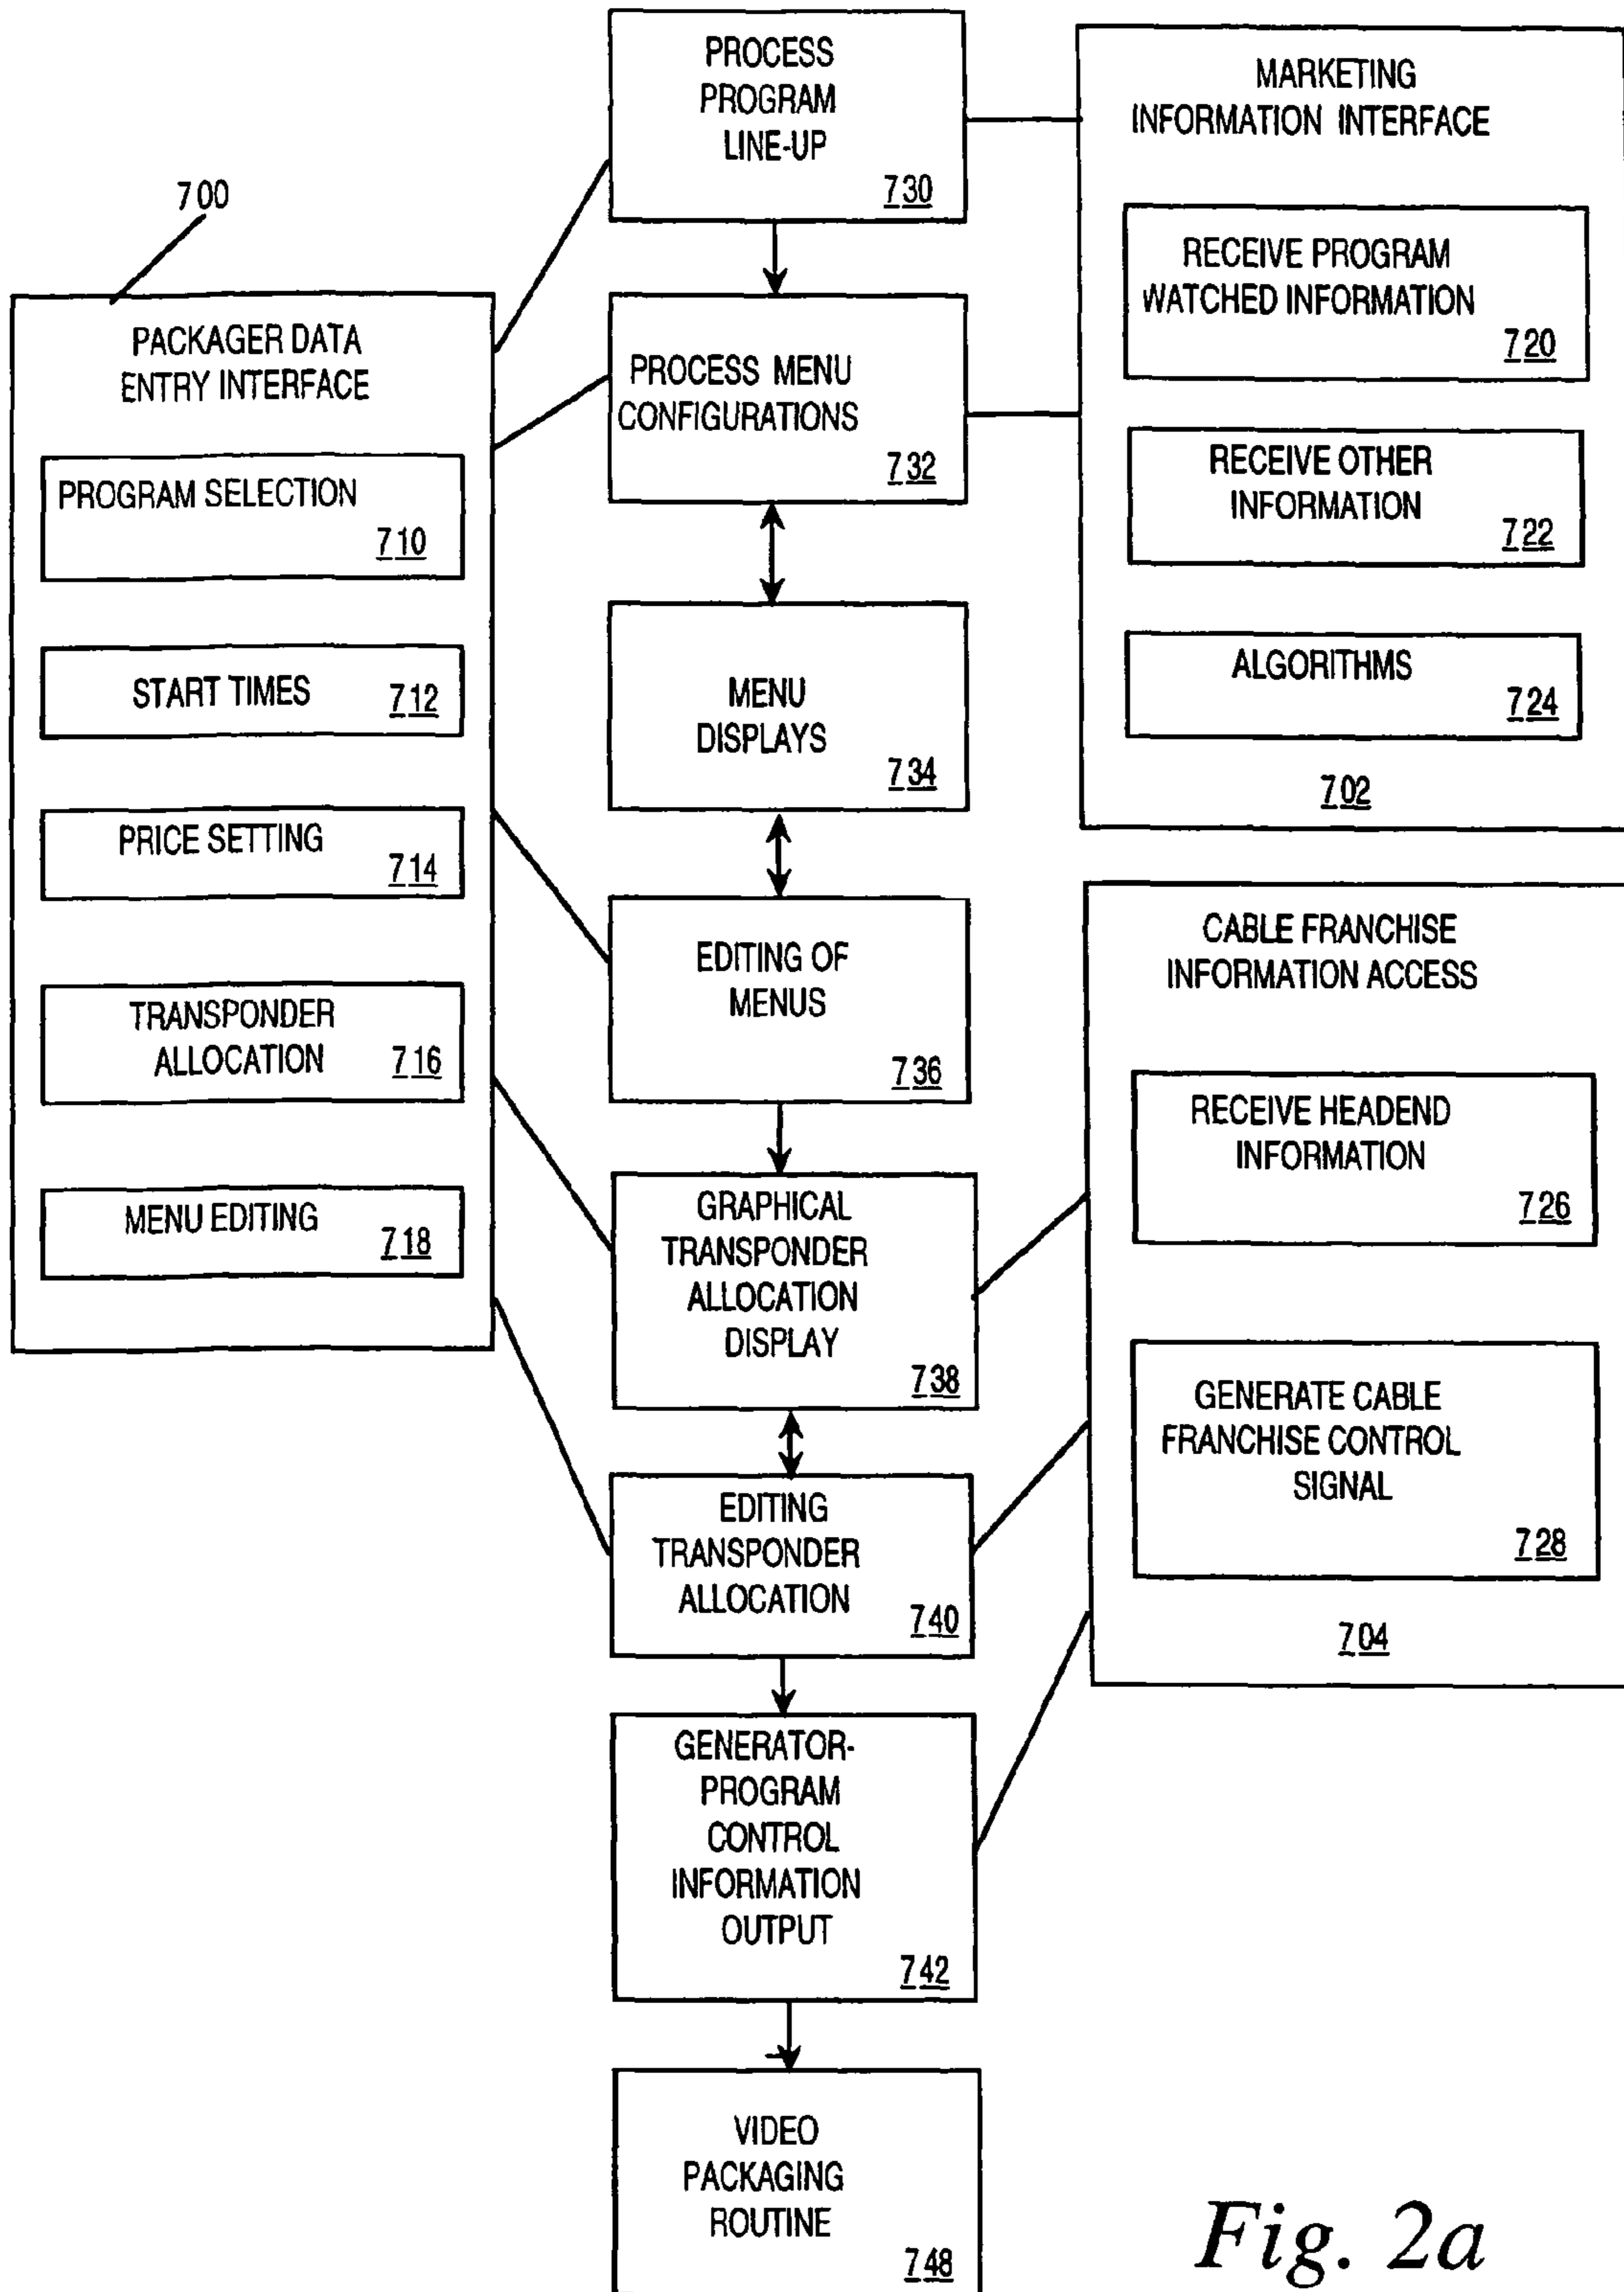 700
PACKAGER DATA
ENTRY INTERFACE
PROGRAM SELECTION
710
START TIMES
712
PRICE SETTING
714
TRANSPONDER
ALLOCATION
716
MENU EDITING
718
PROCESS
PROGRAM
LINE-UP
730
PROCESS MENU
CONFIGURATIONS
732
MENU
DISPLAYS
734
EDITING OF
MENUS
736
GRAPHICAL
TRANSPONDER
ALLOCATION
DISPLAY
738
EDITING
TRANSPONDER
ALLOCATION
740
GENERATOR-
PROGRAM
CONTROL
INFORMATION
OUTPUT
742
VIDEO
PACKAGING
ROUTINE
748
MARKETING
INFORMATION INTERFACE
RECEIVE PROGRAM
WATCHED INFORMATION
720
RECEIVE OTHER
INFORMATION
722
ALGORITHMS
724
702
CABLE FRANCHISE
INFORMATION ACCESS
RECEIVE HEADEND
INFORMATION
726
GENERATE CABLE
FRANCHISE CONTROL
SIGNAL
728
704
Fig. 2a